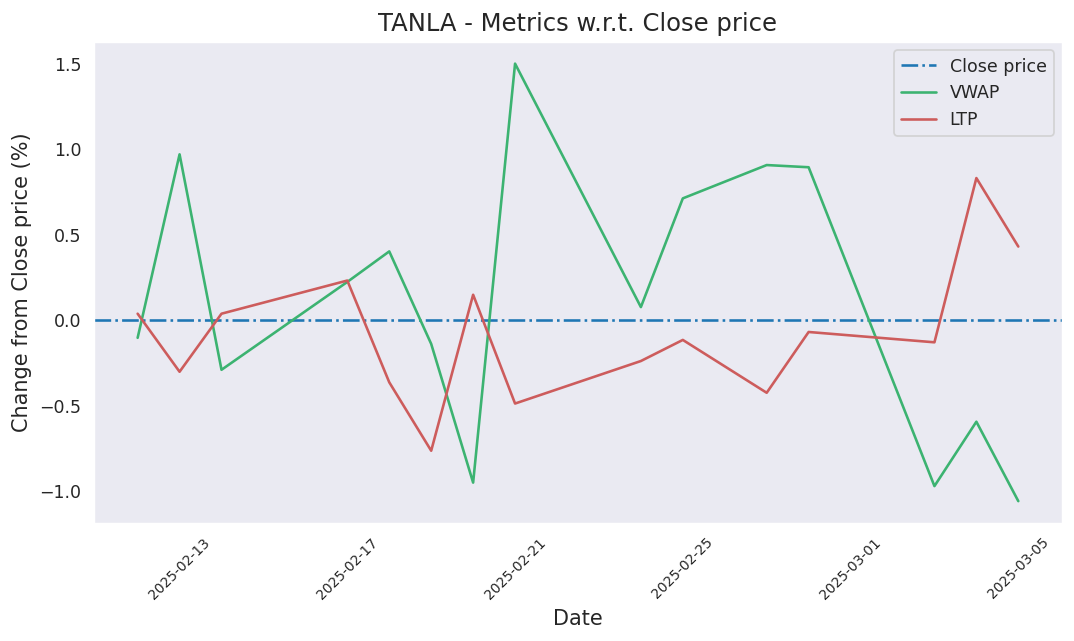 TANLA - Metrics w.r.t. Close price
Close price
VWAP
LTP
Change from Close price (%)
1.5
1.0
0.5
0.0
−0.5
−1.0
2025-02-13
2025-02-17
2025-02-21
2025-02-25
2025-03-01
2025-03-05
Date